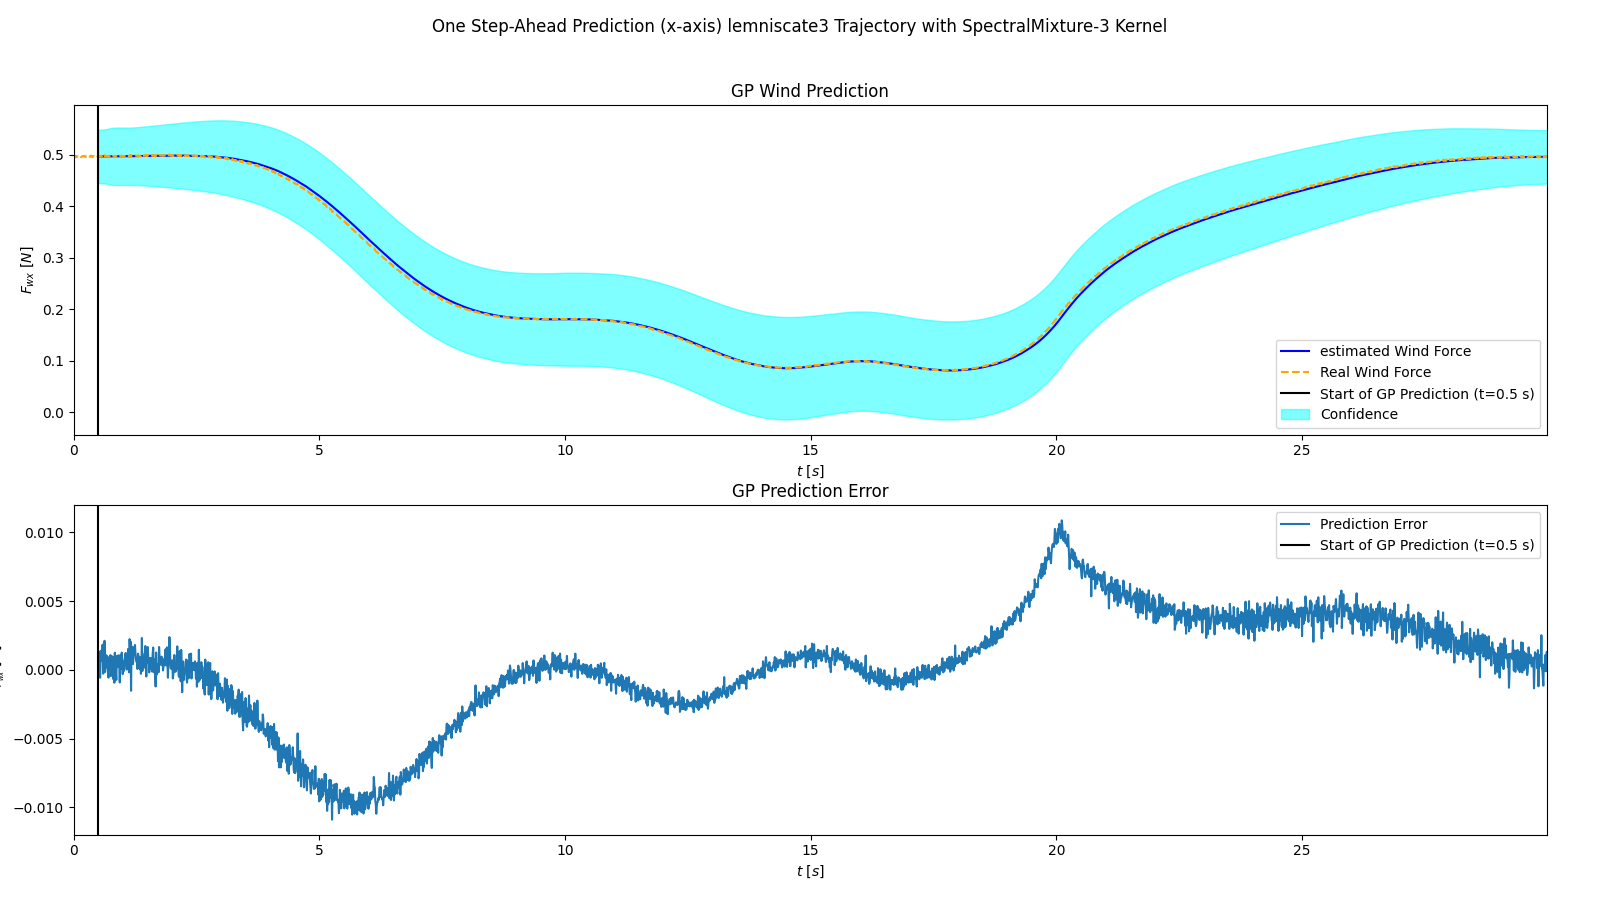 One Step-Ahead Prediction (x-axis) lemniscate3 Trajectory with SpectralMixture-3 Kernel
GP Wind Prediction
F_wx [N]
0.5
0.4
0.3
0.2
0.1
0.0
estimated Wind Force
Real Wind Force
Start of GP Prediction (t=0.5 s)
Confidence
0 5 10 15 20 25
t [s]
GP Prediction Error
0.010
0.005
0.000
−0.005
−0.010
Prediction Error
Start of GP Prediction (t=0.5 s)
0 5 10 15 20 25
t [s]